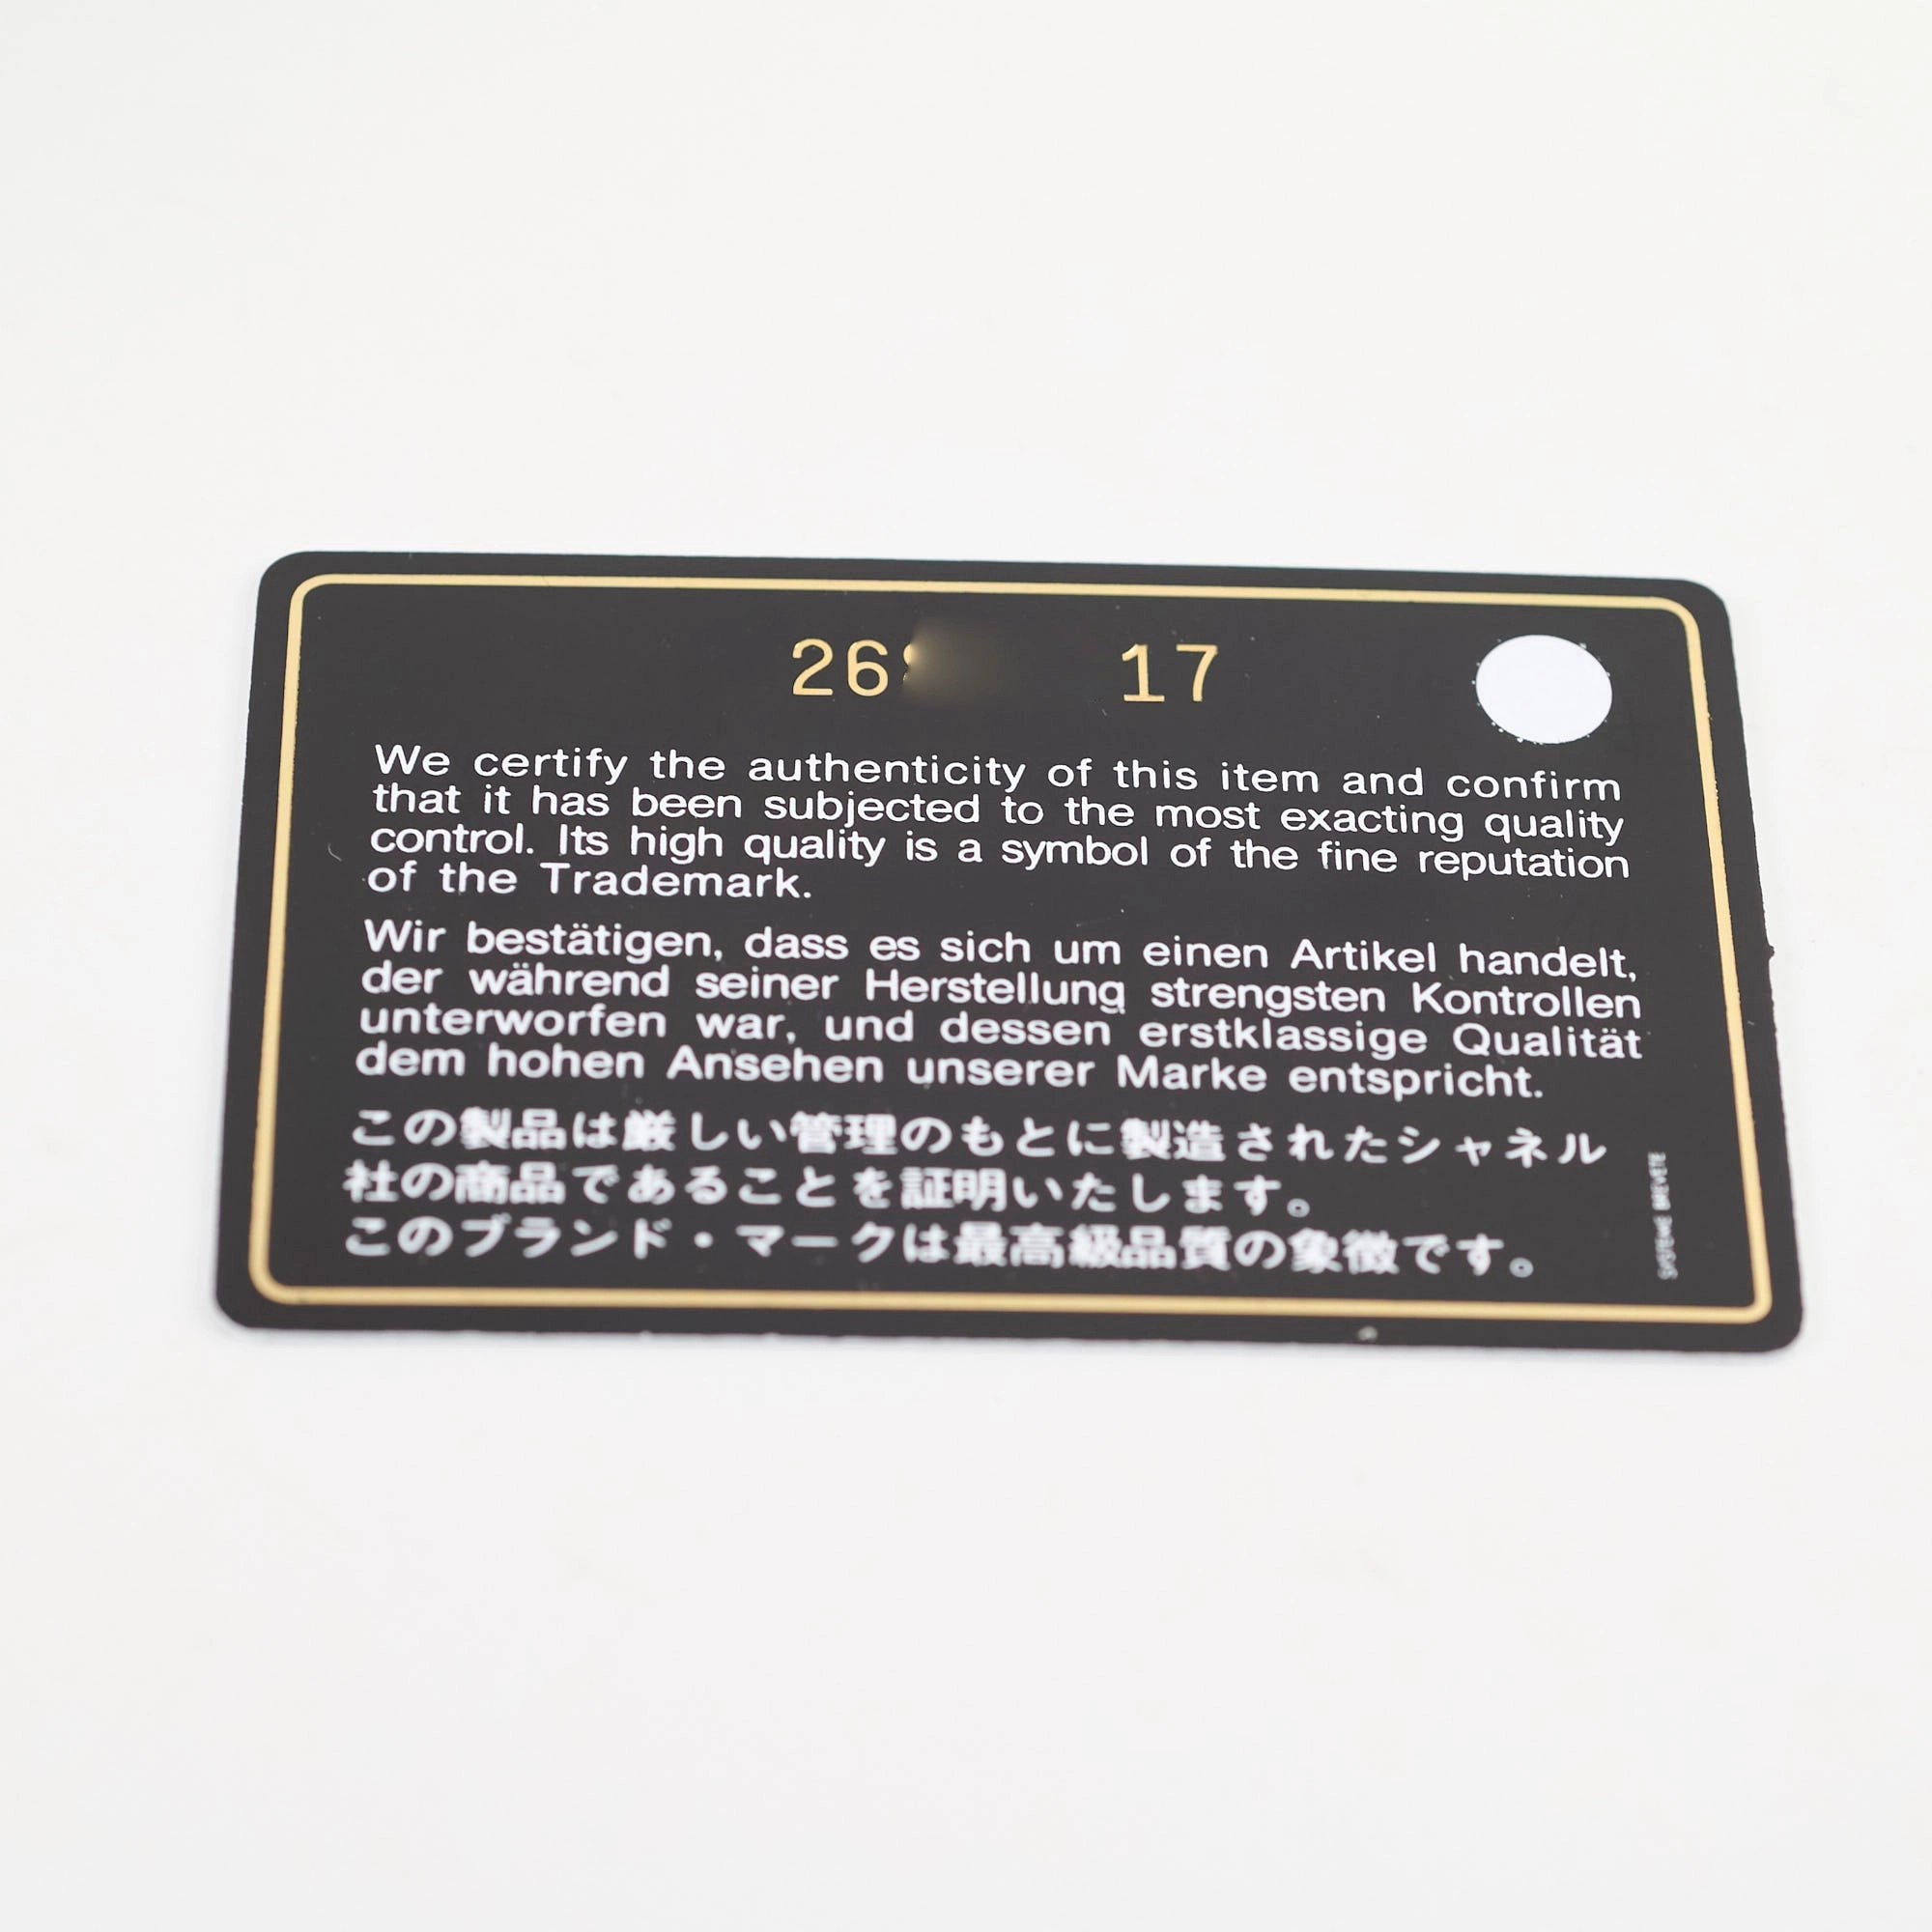 26 17
We certify the authenticity of this item and confirm
that it has been subjected to the most exacting quality
control. Its high quality is a symbol of the fine reputation
of the Trademark.
Wir bestätigen, dass es sich um einen Artikel handelt,
der während seiner Herstellung strengsten Kontrollen
unterworfen war, und dessen erstklassige Qualität
dem hohen Ansehen unserer Marke entspricht.
この製品は厳しい管理のもとに製造されたシャネル
社の商品であることを証明いたします。
このブランド・マークは最高級品質の象徴です。
SYSTEME BREVETE